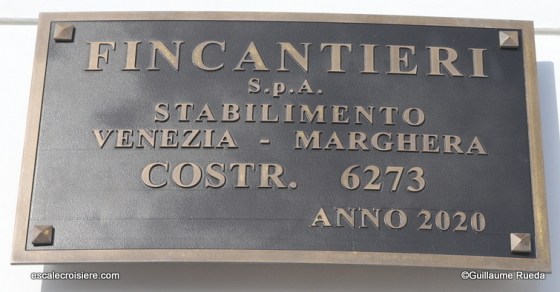 FINCANTIERI
S.p.A.
STABILIMENTO
VENEZIA - MARGHERA
COSTR. 6273
ANNO 2020
escalecroisiere.com
©Guillaume Rueda